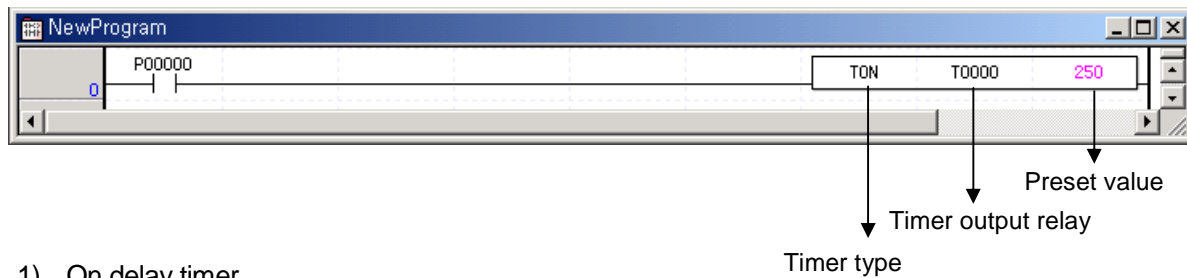 NewProgram
P00000
TON T0000 250
0
Preset value
Timer output relay
Timer type
1) On delay timer